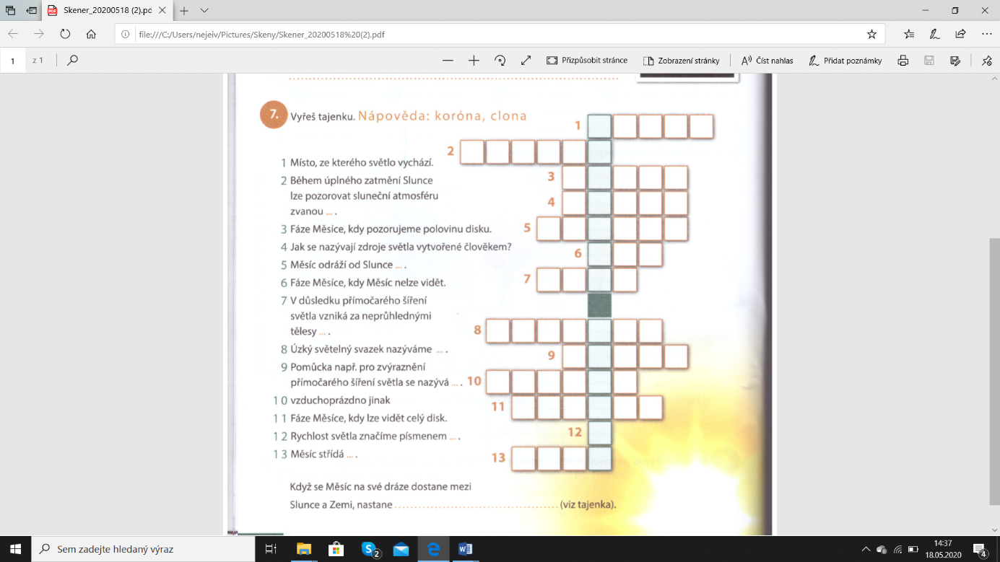 Skener_20200518 (2).pd
file:///C:/Users/nejeiv/Pictures/Skeny/Skener_20200518%20(2).pdf
1 z 1 Přizpůsobit stránce Zobrazení stránky Číst nahlas Přidat poznámky
7. Vyřeš tajenku. Nápověda: koróna, clona
1 Místo, ze kterého světlo vychází.
2 Během úplného zatmění Slunce
lze pozorovat sluneční atmosféru
zvanou ... .
3 Fáze Měsíce, kdy pozorujeme polovinu disku.
4 Jak se nazývají zdroje světla vytvořené člověkem?
5 Měsíc odráží od Slunce ... .
6 Fáze Měsíce, kdy Měsíc nelze vidět.
7 V důsledku přímočarého šíření
světla vzniká za neprůhlednými
tělesy ... .
8 Úzký světelný svazek nazýváme ... .
9 Pomůcka např. pro zvýraznění
přímočarého šíření světla se nazývá ... .
10 vzduchoprázdno jinak
11 Fáze Měsíce, kdy lze vidět celý disk.
12 Rychlost světla značíme písmenem ... .
13 Měsíc střídá ... .
1
2
3
4
5
6
7
8
9
10
11
12
13
Když se Měsíc na své dráze dostane mezi
Slunce a Zemi, nastane ........................................ (viz tajenka).
Sem zadejte hledaný výraz
2
14:37
18.05.2020
4